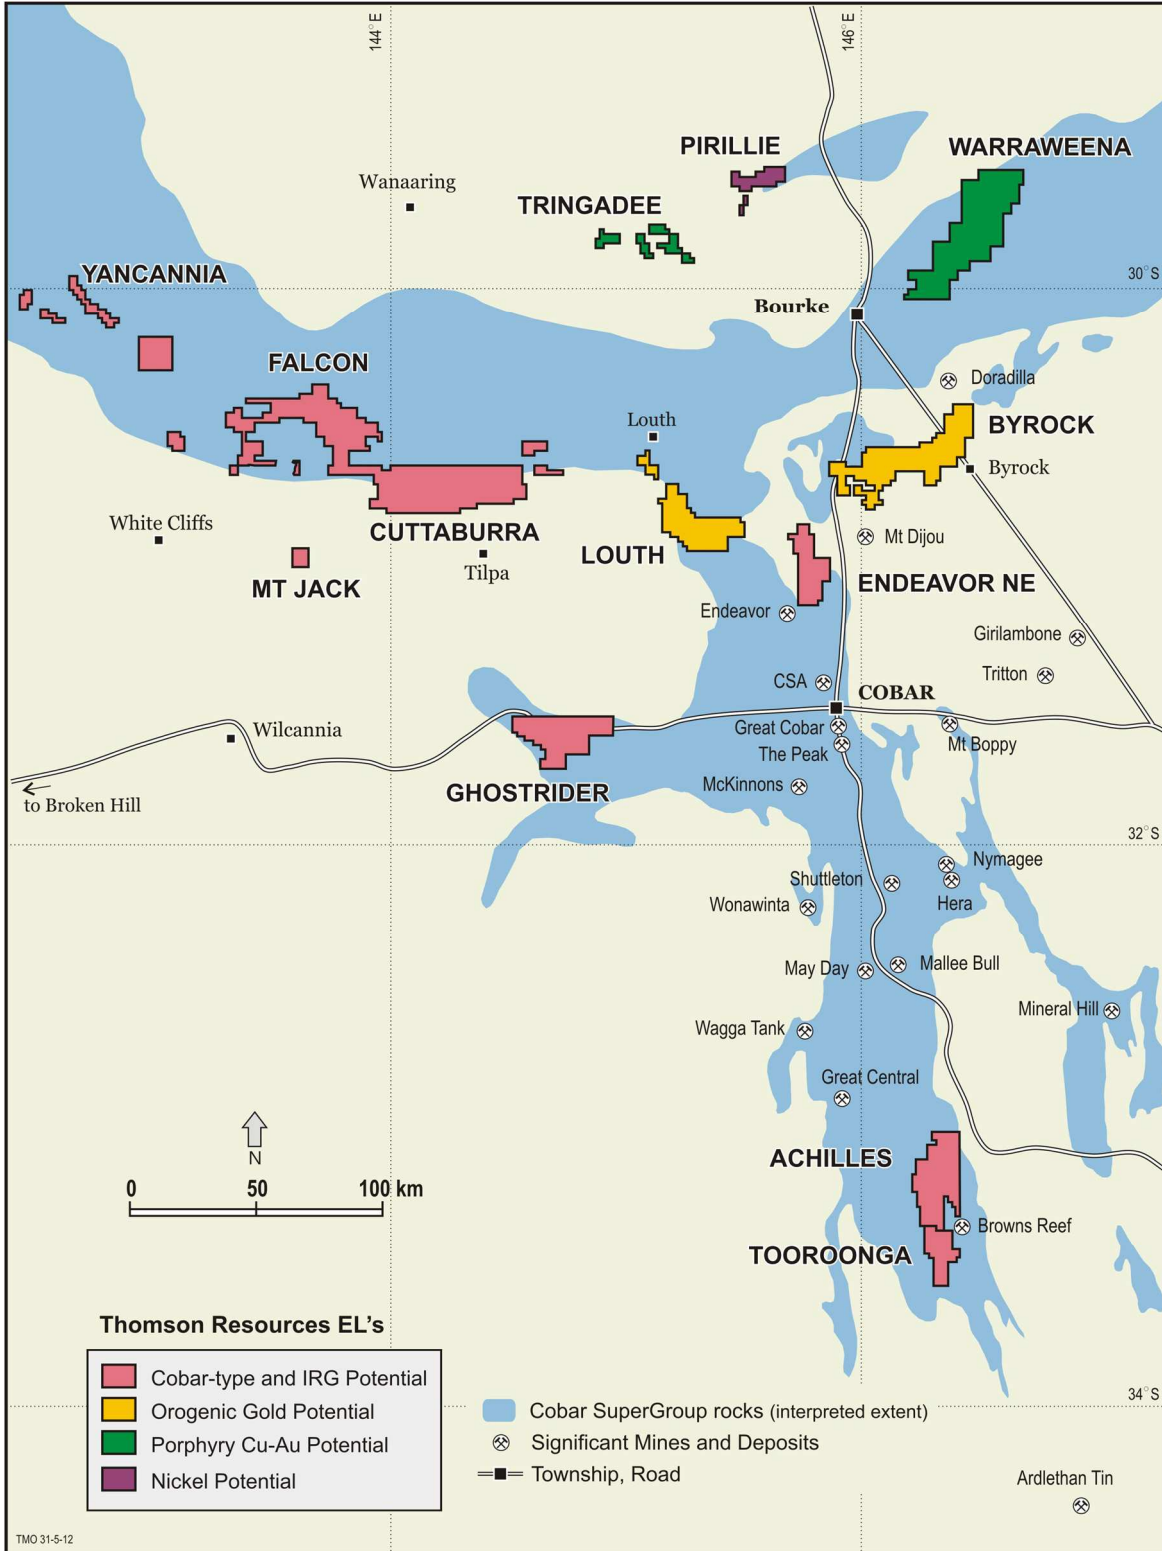 144°E
146°E
PIRILLIE
WARRAWEENA
Wanaaring
TRINGADEE
YANCANNIA
30°S
Bourke
FALCON
Doradilla
Louth
BYROCK
Byrock
White Cliffs
CUTTABURRA
Mt Dijou
LOUTH
Tilpa
MT JACK
ENDEAVOR NE
Endeavor
Girilambone
Tritton
CSA
COBAR
Wilcannia
Great Cobar
Mt Boppy
The Peak
GHOSTRIDER
McKinnons
to Broken Hill
32°S
Nymagee
Shuttleton
Hera
Wonawinta
Mallee Bull
May Day
Mineral Hill
Wagga Tank
Great Central
N
ACHILLES
0 50 100 km
Browns Reef
TOOROONGA
Thomson Resources EL's
Cobar-type and IRG Potential
Orogenic Gold Potential
Porphyry Cu-Au Potential
Nickel Potential
34°S
Cobar SuperGroup rocks (interpreted extent)
Significant Mines and Deposits
Township, Road
Ardlethan Tin
TMO 31-5-12